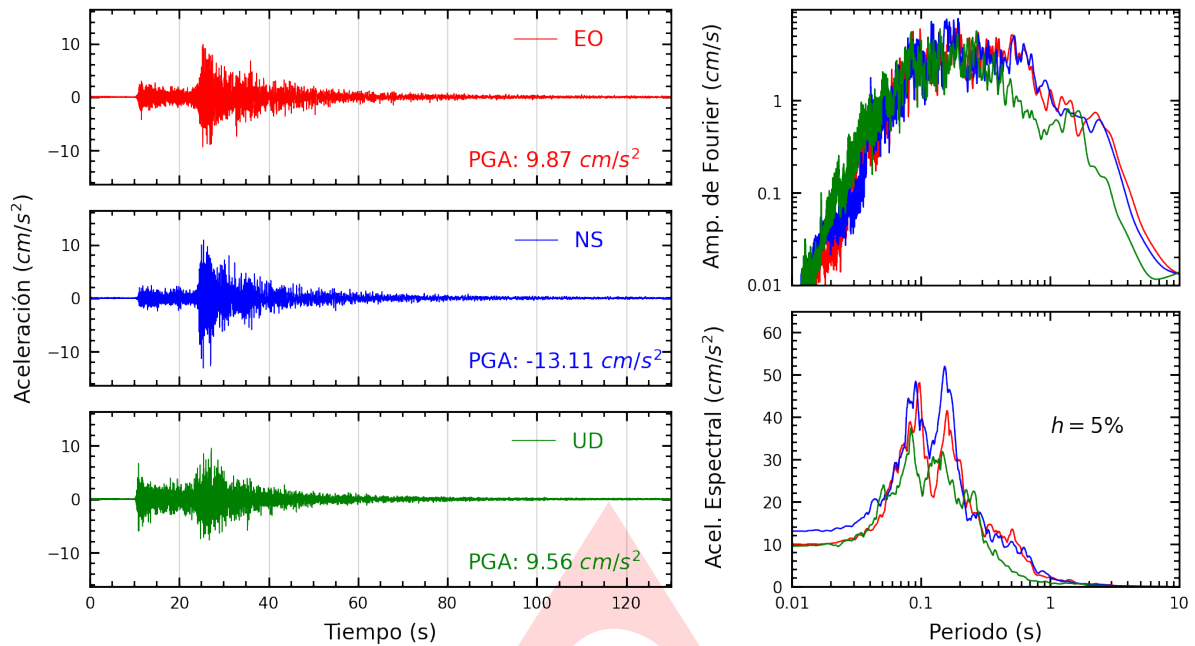 Aceleración (cm/s²)
10
0
−10
EO
PGA: 9.87 cm/s²
10
0
−10
NS
PGA: -13.11 cm/s²
10
0
−10
UD
PGA: 9.56 cm/s²
0 20 40 60 80 100 120
Tiempo (s)
Amp. de Fourier (cm/s)
1
0.1
0.01
Acel. Espectral (cm/s²)
60
50
40
30
20
10
0
h = 5%
0.01 0.1 1 10
Periodo (s)